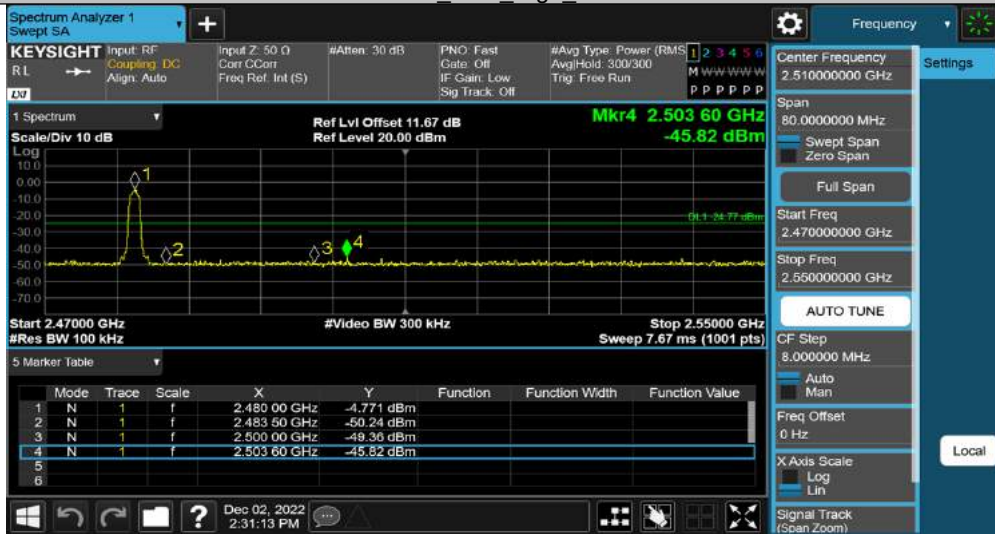 Spectrum Analyzer 1
Swept SA
+
Frequency
KEYSIGHT
RL
LXI
Input: RF
Coupling: DC
Align: Auto
Input Z: 50 Ω
Corr CCorr
Freq Ref: Int (S)
#Atten: 30 dB
PNO: Fast
Gate: Off
IF Gain: Low
Sig Track: Off
#Avg Type: Power (RMS
Avg|Hold: 300/300
Trig: Free Run
1 2 3 4 5 6
M W W W W W
P P P P P P
1 Spectrum
Scale/Div 10 dB
Ref Lvl Offset 11.67 dB
Ref Level 20.00 dBm
Mkr4 2.503 60 GHz
-45.82 dBm
Log
10.0
0.00
-10.0
-20.0
-30.0
-40.0
-50.0
-60.0
-70.0
1
2
3
4
DL1 -24.77 dBm
Start 2.47000 GHz
#Res BW 100 kHz
#Video BW 300 kHz
Stop 2.55000 GHz
Sweep 7.67 ms (1001 pts)
5 Marker Table
Mode Trace Scale X Y Function Function Width Function Value
1 N 1 f 2.480 00 GHz -4.771 dBm
2 N 1 f 2.483 50 GHz -50.24 dBm
3 N 1 f 2.500 00 GHz -49.36 dBm
4 N 1 f 2.503 60 GHz -45.82 dBm
5
6
Dec 02, 2022
2:31:13 PM
Center Frequency
2.510000000 GHz
Settings
Span
80.0000000 MHz
Swept Span
Zero Span
Full Span
Start Freq
2.470000000 GHz
Stop Freq
2.550000000 GHz
AUTO TUNE
CF Step
8.000000 MHz
Auto
Man
Freq Offset
0 Hz
Local
X Axis Scale
Log
Lin
Signal Track
(Span Zoom)